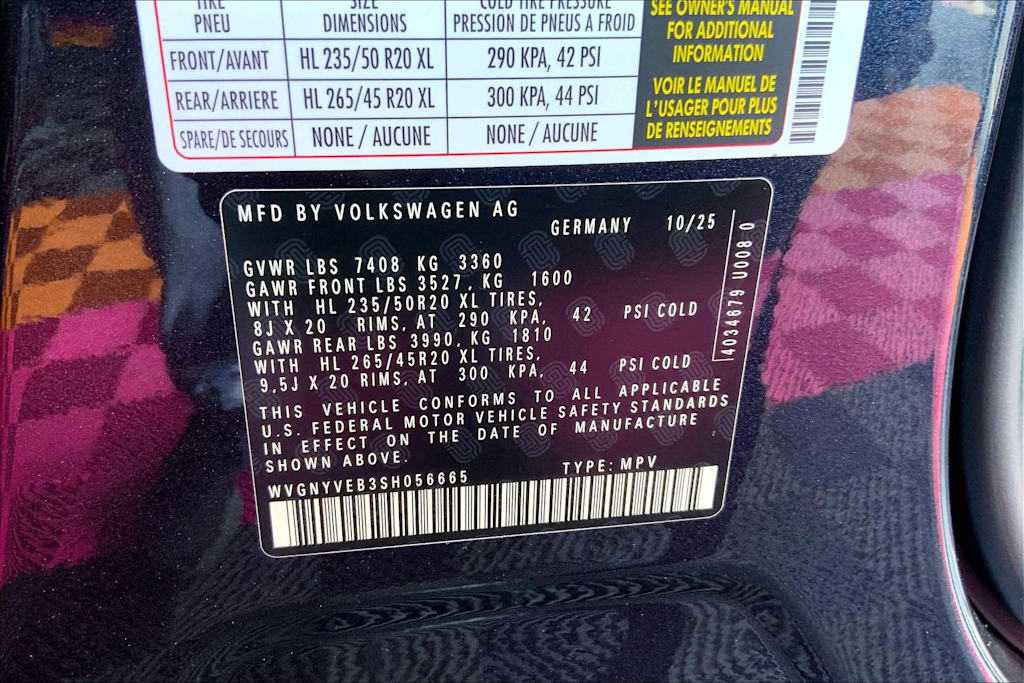 TIRE SIZE COLD TIRE PRESSURE
PNEU DIMENSIONS PRESSION DE PNEUS A FROID
FRONT/AVANT HL 235/50 R20 XL 290 KPA, 42 PSI
REAR/ARRIERE HL 265/45 R20 XL 300 KPA, 44 PSI
SPARE/DE SECOURS NONE / AUCUNE NONE / AUCUNE
SEE OWNER'S MANUAL
FOR ADDITIONAL
INFORMATION
VOIR LE MANUEL DE
L'USAGER POUR PLUS
DE RENSEIGNEMENTS
MFD BY VOLKSWAGEN AG
GERMANY 10/25
GVWR LBS 7408 KG 3360
GAWR FRONT LBS 3527, KG 1600
WITH HL 235/50R20 XL TIRES,
8J X 20 RIMS, AT 290 KPA, 42 PSI COLD
GAWR REAR LBS 3990, KG 1810
WITH HL 265/45R20 XL TIRES,
9,5J X 20 RIMS, AT 300 KPA, 44 PSI COLD
THIS VEHICLE CONFORMS TO ALL APPLICABLE
U.S. FEDERAL MOTOR VEHICLE SAFETY STANDARDS
IN EFFECT ON THE DATE OF MANUFACTURE
SHOWN ABOVE.
TYPE: MPV
WVGNYVEB3SH056665
4034679 U008 0